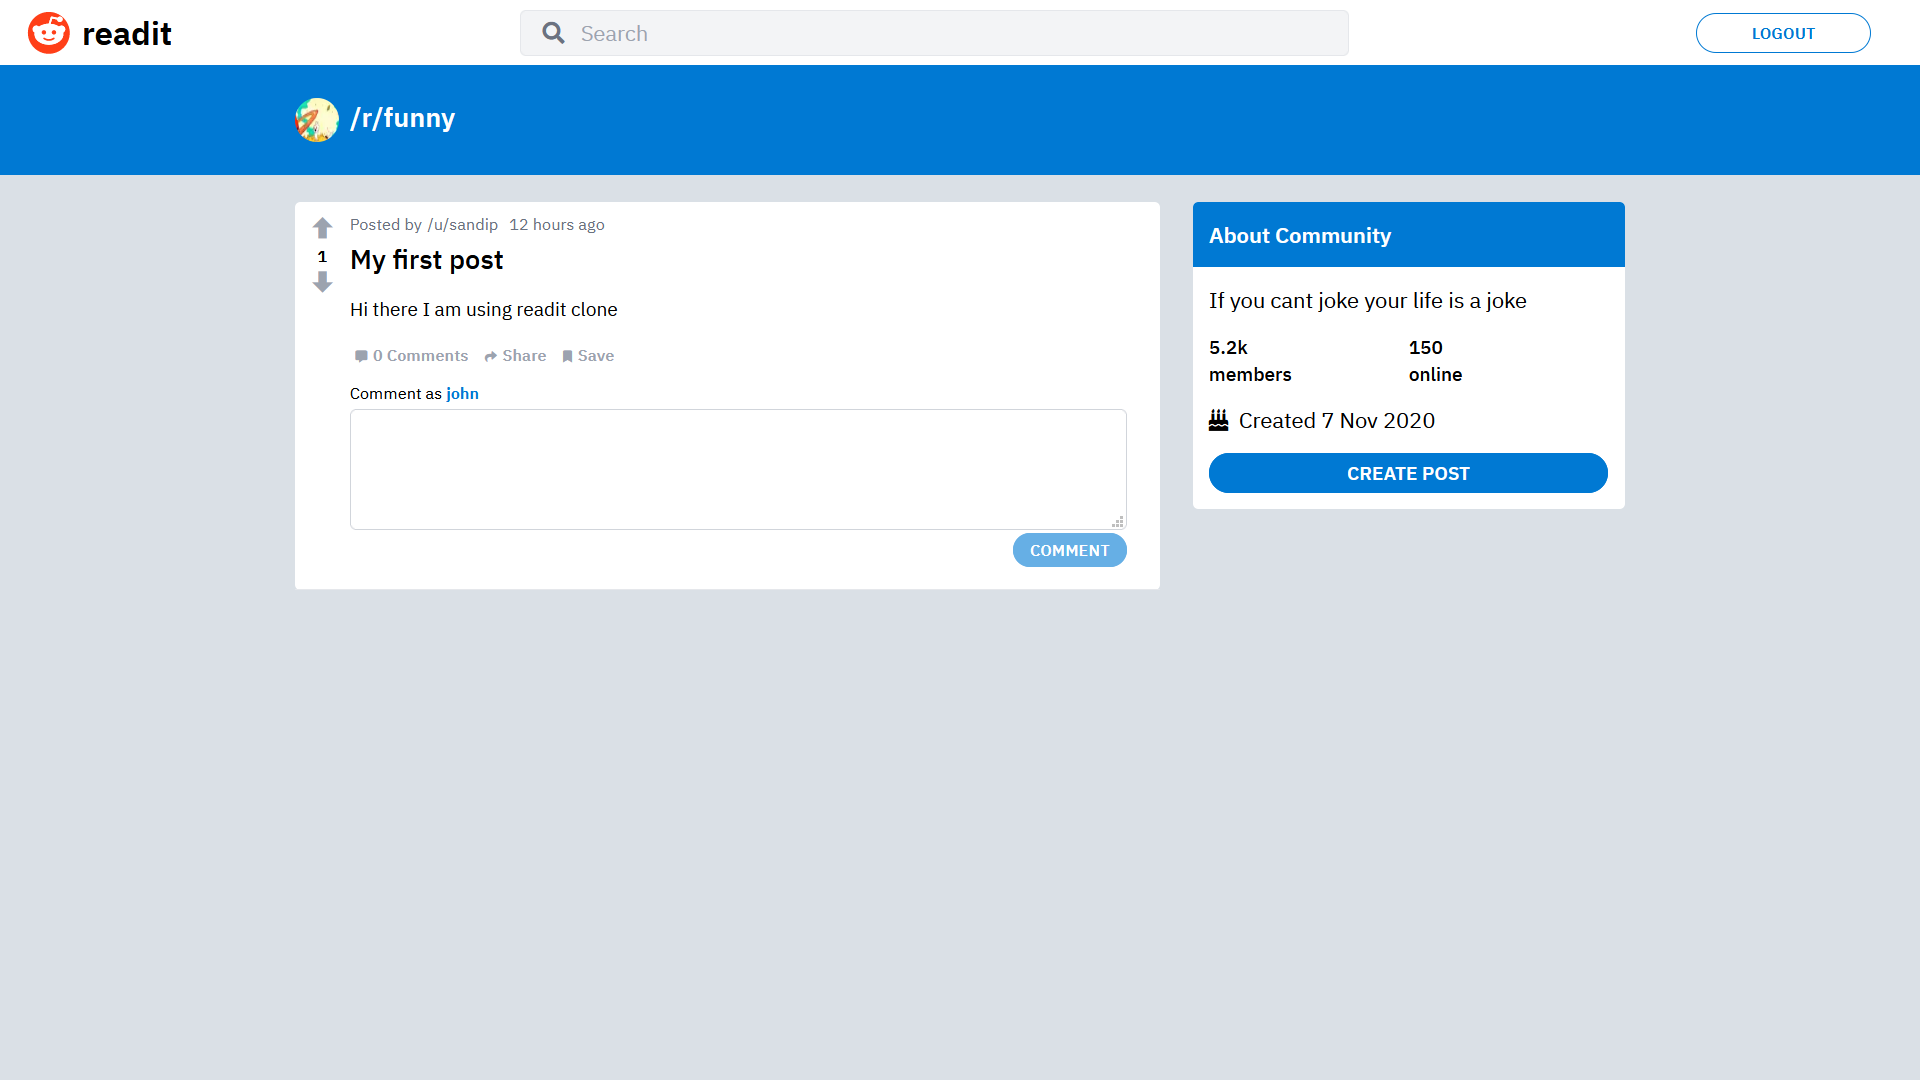 readit
Search
LOGOUT
/r/funny
Posted by /u/sandip 12 hours ago
1
My first post
Hi there I am using readit clone
0 Comments Share Save
Comment as john
COMMENT
About Community
If you cant joke your life is a joke
5.2k
members
150
online
Created 7 Nov 2020
CREATE POST